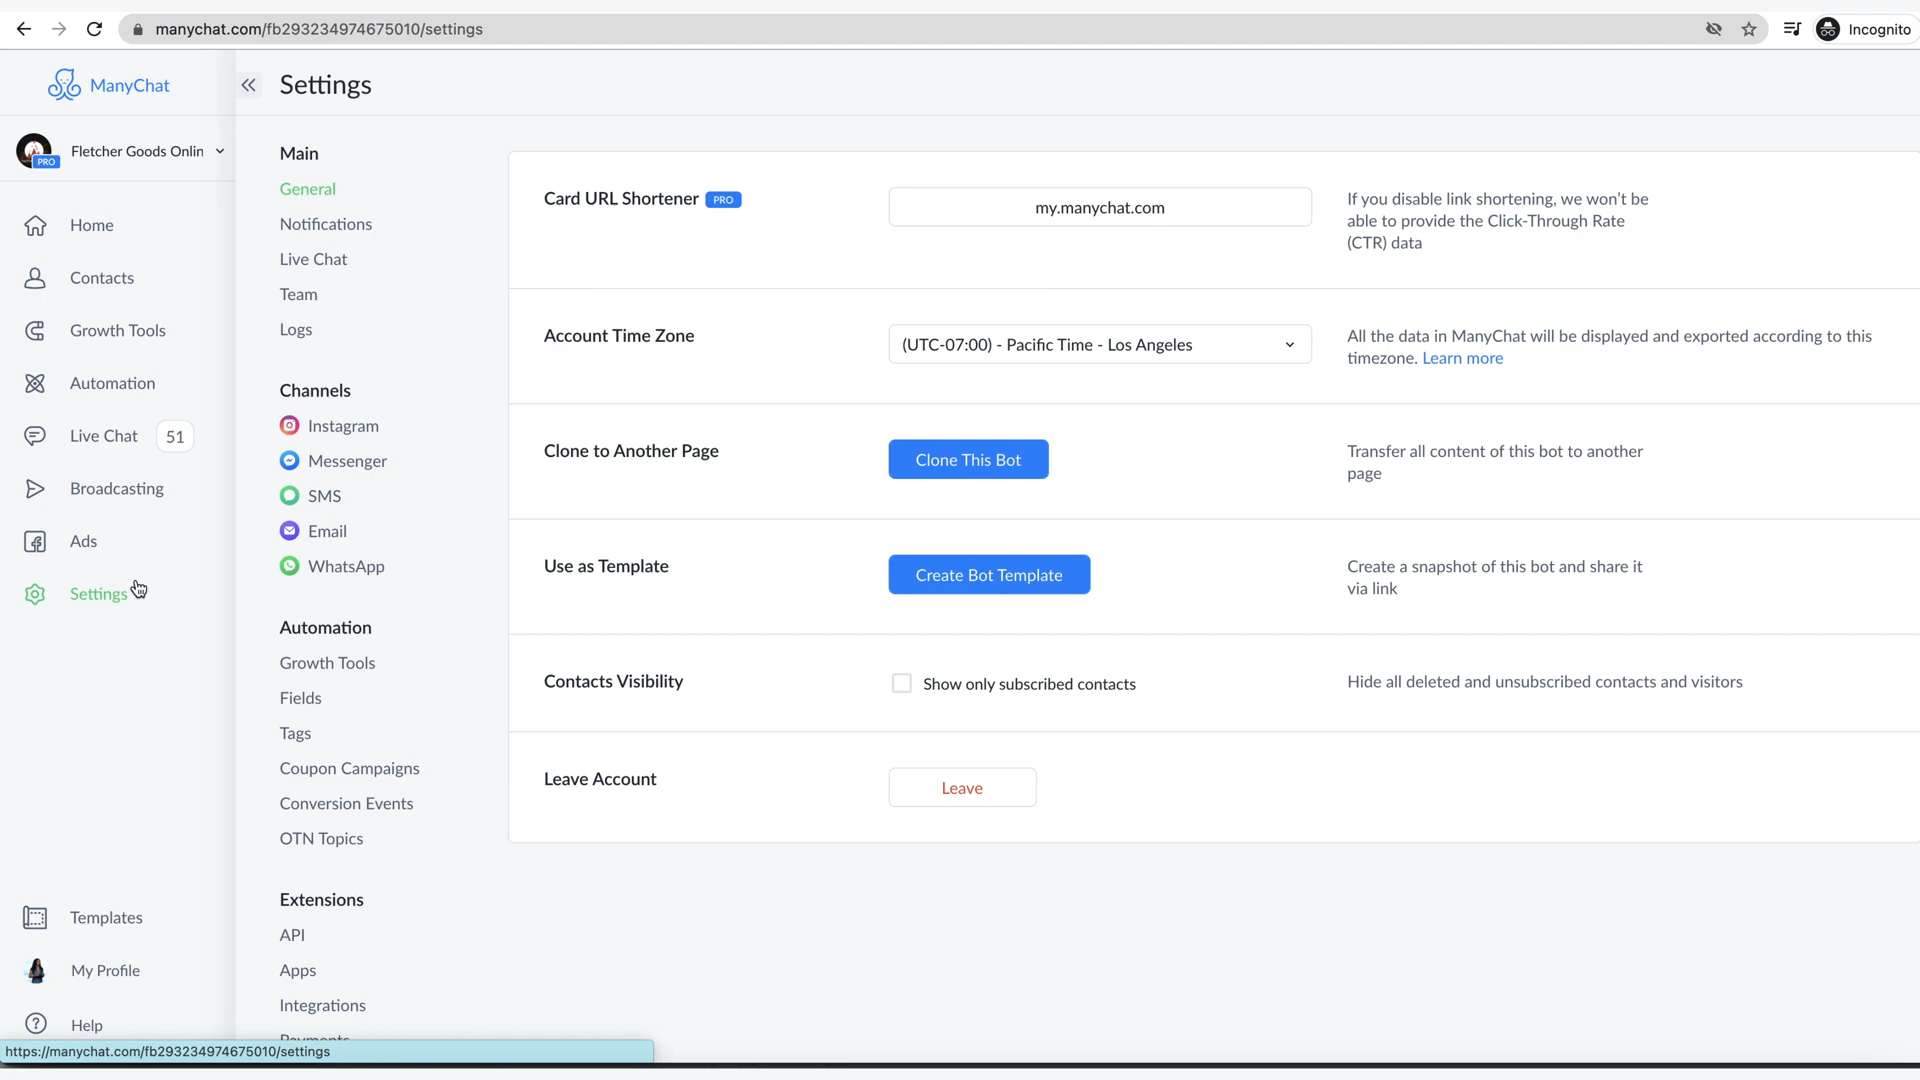 manychat.com/fb293234974675010/settings
Incognito
ManyChat
Settings
PRO
Fletcher Goods Onlin
Home
Contacts
Growth Tools
Automation
Live Chat
51
Broadcasting
Ads
Settings
Templates
My Profile
Help
Main
General
Notifications
Live Chat
Team
Logs
Channels
Instagram
Messenger
SMS
Email
WhatsApp
Automation
Growth Tools
Fields
Tags
Coupon Campaigns
Conversion Events
OTN Topics
Extensions
API
Apps
Integrations
Payments
Card URL Shortener PRO
my.manychat.com
If you disable link shortening, we won't be
able to provide the Click-Through Rate
(CTR) data
Account Time Zone
(UTC-07:00) - Pacific Time - Los Angeles
All the data in ManyChat will be displayed and exported according to this
timezone. Learn more
Clone to Another Page
Clone This Bot
Transfer all content of this bot to another
page
Use as Template
Create Bot Template
Create a snapshot of this bot and share it
via link
Contacts Visibility
Show only subscribed contacts
Hide all deleted and unsubscribed contacts and visitors
Leave Account
Leave
https://manychat.com/fb293234974675010/settings